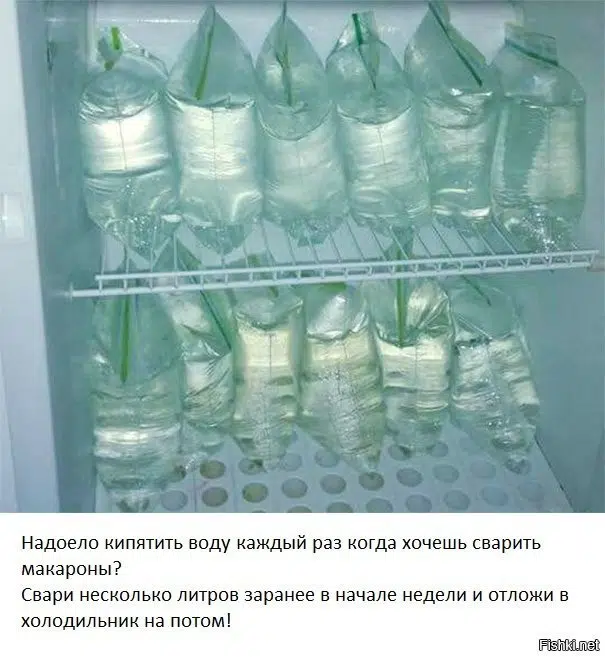 Надоело кипятить воду каждый раз когда хочешь сварить
макароны?
Свари несколько литров заранее в начале недели и отложи в
холодильник на потом!
Fishki.net